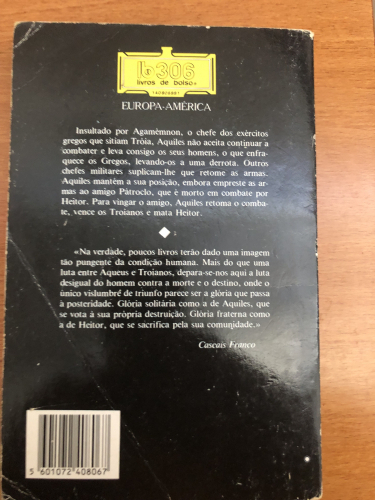 b306
livros de bolso
EUROPA-AMÉRICA
Insultado por Agamémnon, o chefe dos exércitos
gregos que sitiam Tróia, Aquiles não aceita continuar a
combater e leva consigo os seus homens, o que enfra-
quece os Gregos, levando-os a uma derrota. Outros
chefes militares suplicam-lhe que retome as armas.
Aquiles mantém a sua posição, embora empreste as ar-
mas ao amigo Pátroclo, que é morto em combate por
Heitor. Para vingar o amigo, Aquiles retoma o comba-
te, vence os Troianos e mata Heitor.
«Na verdade, poucos livros terão dado uma imagem
tão pungente da condição humana. Mais do que uma
luta entre Aqueus e Troianos, depara-se-nos aqui a luta
desigual do homem contra a morte e o destino, onde o
único vislumbre de triunfo parece ser a glória que passa
à posteridade. Glória solitária como a de Aquiles, que
se vota à sua própria destruição. Glória fraterna como
a de Heitor, que se sacrifica pela sua comunidade.»
Cascais Franco
5 601072 408067